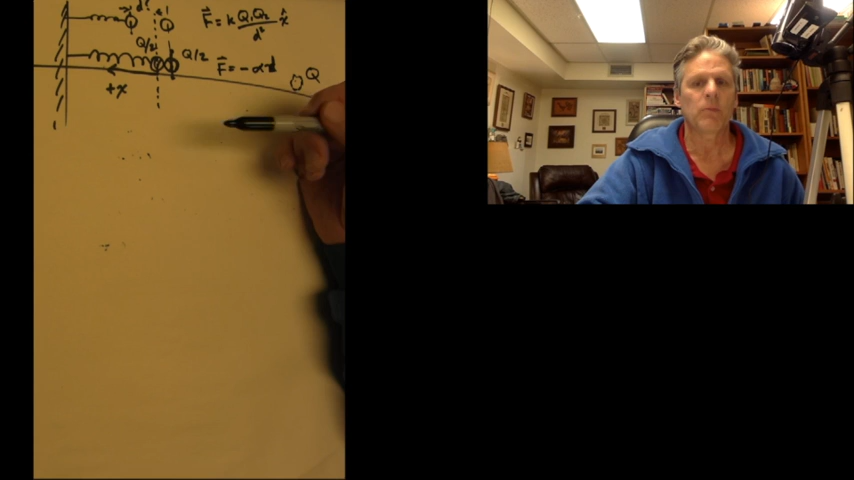 d?
F = k Q₁Q₂/d² x̂
Q/2 Q/2 F = -αd
Q
+x